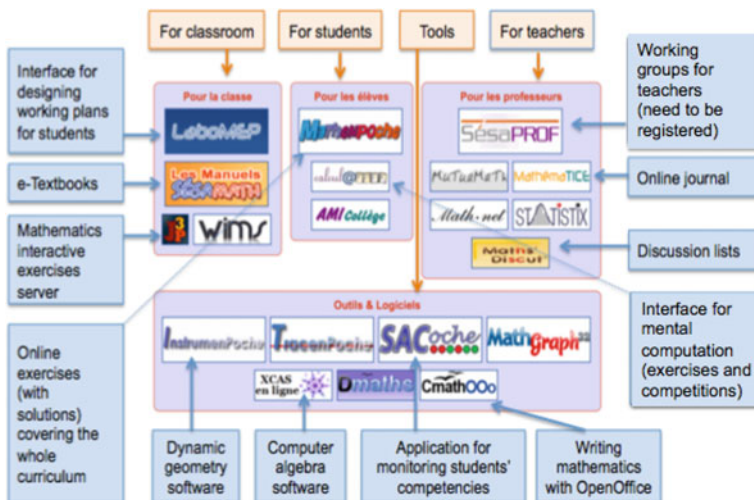 For classroom
For students
Tools
For teachers
Interface for
designing
working plans
for students
e-Textbooks
Mathematics
interactive
exercises
server
Online
exercises
(with
solutions)
covering the
whole
curriculum
Pour la classe
LaboMEP
Les Manuels
SésaMATH
J3P
wims
Pour les élèves
MathenPoche
calcul@TICE
AMI Collège
Pour les professeurs
SésaPROF
MUTUEMATH
MathémaTICE
Math.net
STATISTIX
Maths'
Discut
Working
groups for
teachers
(need to be
registered)
Online journal
Discussion lists
Interface for
mental
computation
(exercises and
competitions)
Outils & Logiciels
InstrumenPoche
TracenPoche
SACoche
MathGraph32
XCAS
en ligne
Dmaths
CmathOOo
Dynamic
geometry
software
Computer
algebra
software
Application for
monitoring students'
competencies
Writing
mathematics
with OpenOffice